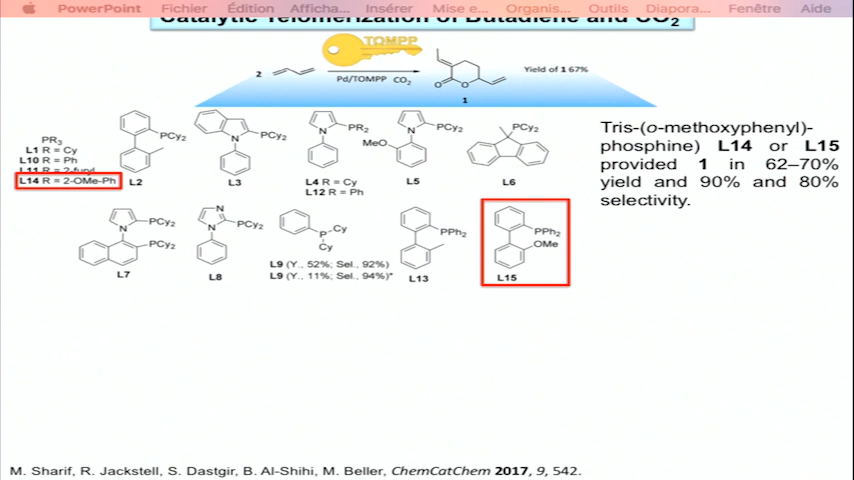 PowerPoint Fichier Édition Afficha... Insérer Mise e... Organis... Outils Diapora... Fenêtre Aide
Catalytic Telomerization of Butadiene and CO2
TOMPP
2
Pd/TOMPP CO2
O
O
Yield of 1 67%
1
PR3
L1 R = Cy
L10 R = Ph
L11 R = 2-furyl
L14 R = 2-OMe-Ph
PCy2
L2
N
PCy2
L3
N
PR2
L4 R = Cy
L12 R = Ph
N
PCy2
MeO
L5
PCy2
L6
Tris-(o-methoxyphenyl)-
phosphine) L14 or L15
provided 1 in 62–70%
yield and 90% and 80%
selectivity.
N
PCy2
PCy2
L7
N
N
PCy2
L8
P
Cy
Cy
L9 (Y., 52%; Sel., 92%)
L9 (Y., 11%; Sel., 94%)*
PPh2
L13
PPh2
OMe
L15
M. Sharif, R. Jackstell, S. Dastgir, B. Al-Shihi, M. Beller, ChemCatChem 2017, 9, 542.